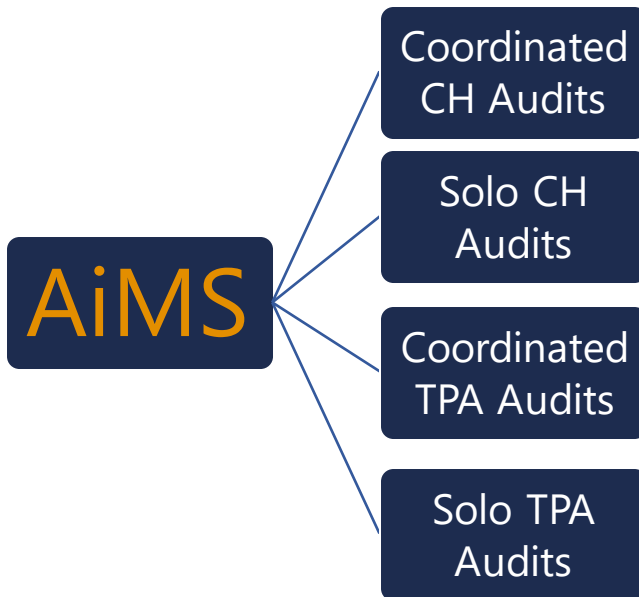 AiMS
Coordinated
CH Audits
Solo CH
Audits
Coordinated
TPA Audits
Solo TPA
Audits